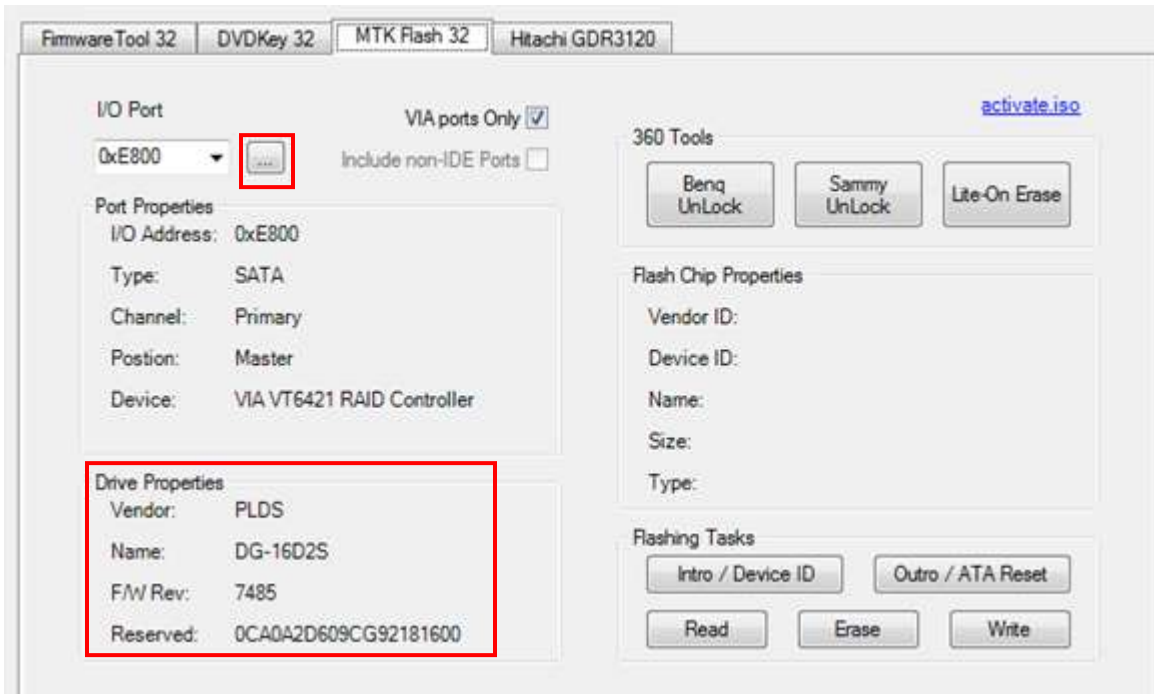 FirmwareTool 32 DVDKey 32 MTK Flash 32 Hitachi GDR3120
I/O Port
VIA ports Only
activate.iso
0xE800
...
Include non-IDE Ports
Port Properties
I/O Address: 0xE800
Type: SATA
Channel: Primary
Postion: Master
Device: VIA VT6421 RAID Controller
Drive Properties
Vendor: PLDS
Name: DG-16D2S
F/W Rev: 7485
Reserved: 0CA0A2D609CG92181600
360 Tools
Benq
UnLock
Sammy
UnLock
Lite-On Erase
Flash Chip Properties
Vendor ID:
Device ID:
Name:
Size:
Type:
Flashing Tasks
Intro / Device ID Outro / ATA Reset
Read Erase Write